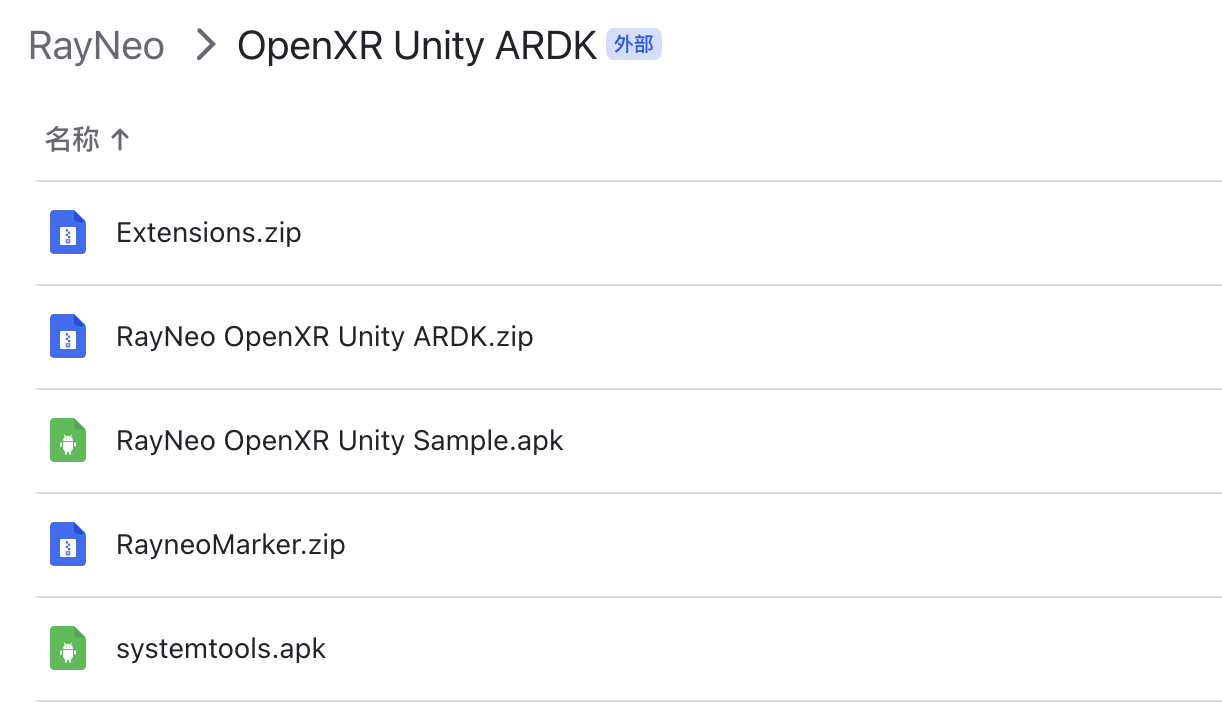 RayNeo > OpenXR Unity ARDK 外部
名称 ↑
Extensions.zip
RayNeo OpenXR Unity ARDK.zip
RayNeo OpenXR Unity Sample.apk
RayneoMarker.zip
systemtools.apk